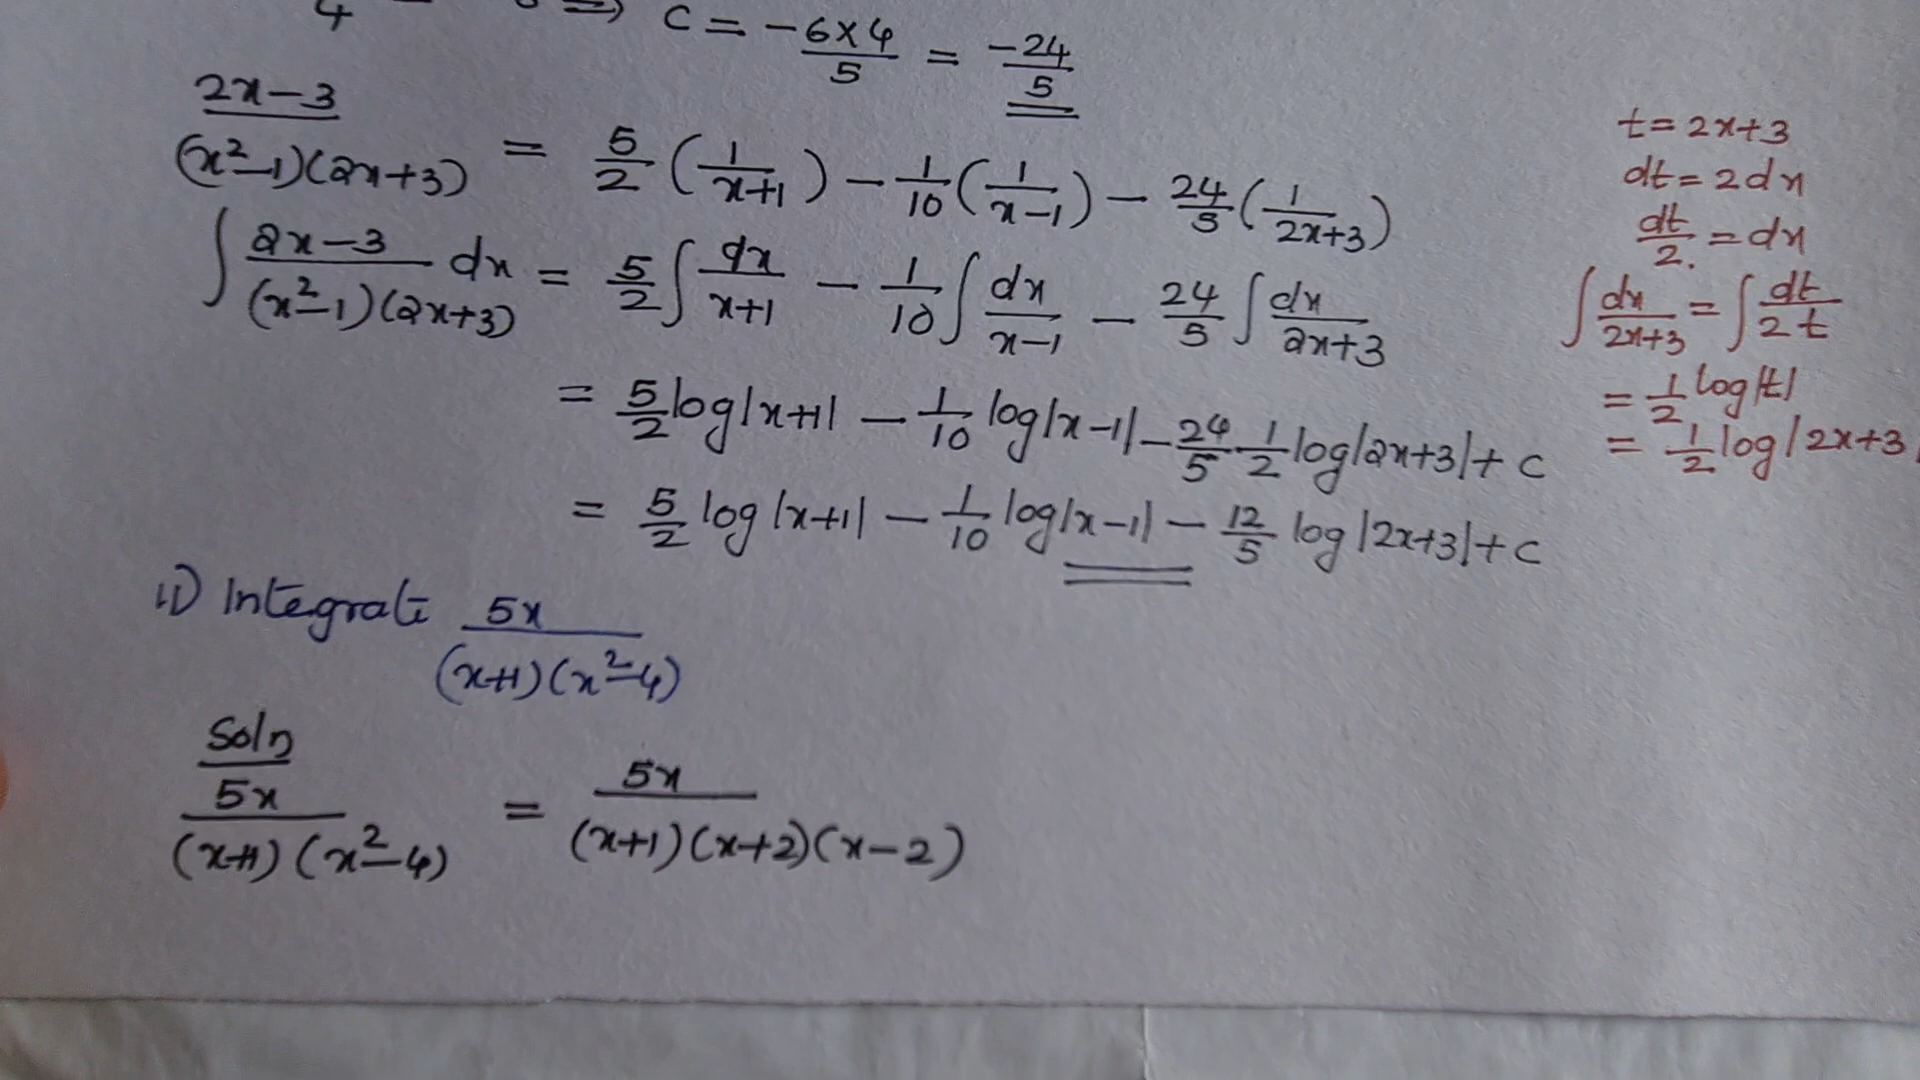 4 ⇒ C = -6×4/5 = -24/5
2x-3/(x²-1)(2x+3) = 5/2 (1/x+1) - 1/10 (1/x-1) - 24/5 (1/2x+3)
∫ 2x-3/(x²-1)(2x+3) dx = 5/2 ∫ dx/x+1 - 1/10 ∫ dx/x-1 - 24/5 ∫ dx/2x+3
= 5/2 log|x+1| - 1/10 log|x-1| - 24/5 1/2 log|2x+3| + C
= 5/2 log|x+1| - 1/10 log|x-1| - 12/5 log|2x+3| + C
t = 2x+3
dt = 2dx
dt/2. = dx
∫ dx/2x+3 = ∫ dt/2t
= 1/2 log|t|
= 1/2 log|2x+3|
ii) Integrate 5x/(x+1)(x²-4)
Soln
5x/(x+1)(x²-4) = 5x/(x+1)(x+2)(x-2)